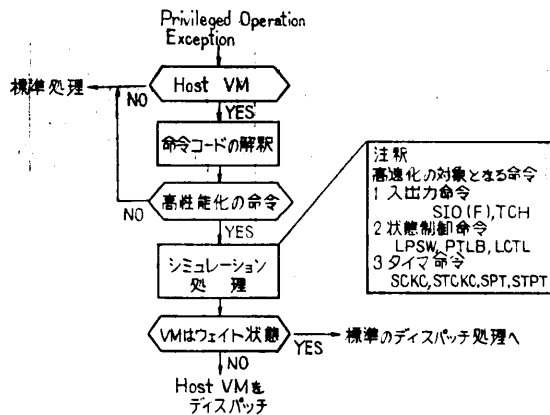 Privileged Operation
Exception
Host VM
標準処理
NO
YES
命令コードの解釈
高性能化の命令
NO
YES
シミュレーション
処理
VMはウェイト状態
YES
標準のディスパッチ処理へ
NO
Host VMを
ディスパッチ
注釈
高速化の対象となる命令
1 入出力命令
SIO(F),TCH
2 状態制御命令
LPSW,PTLB,LCTL
3 タイマ命令
SCKC,STCKC,SPT,STPT